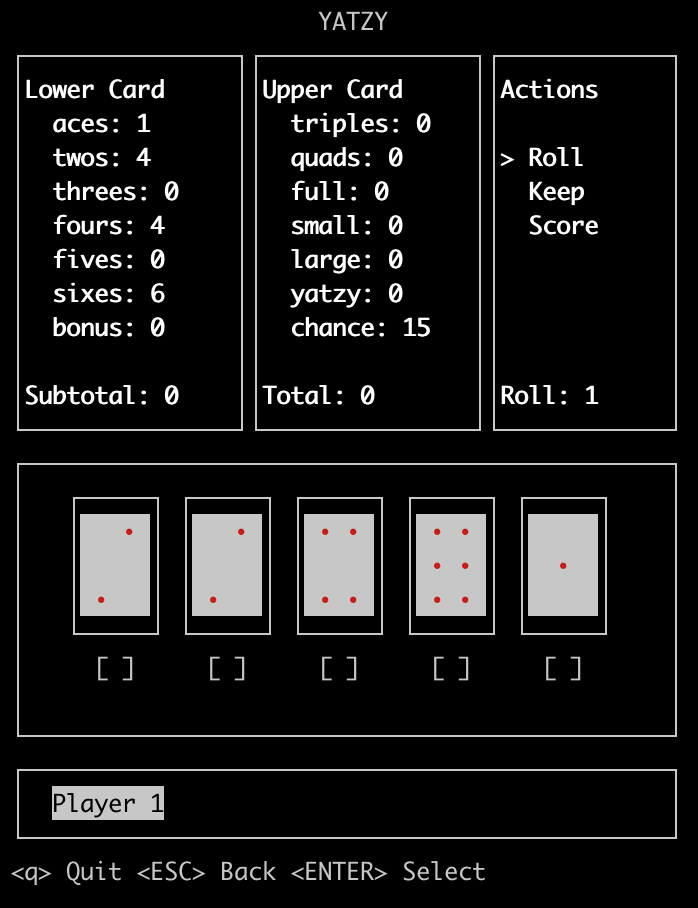 YATZY
Lower Card
aces: 1
twos: 4
threes: 0
fours: 4
fives: 0
sixes: 6
bonus: 0
Subtotal: 0
Upper Card
triples: 0
quads: 0
full: 0
small: 0
large: 0
yatzy: 0
chance: 15
Total: 0
Actions
> Roll
Keep
Score
Roll: 1
[ ] [ ] [ ] [ ] [ ]
Player 1
<q> Quit <ESC> Back <ENTER> Select